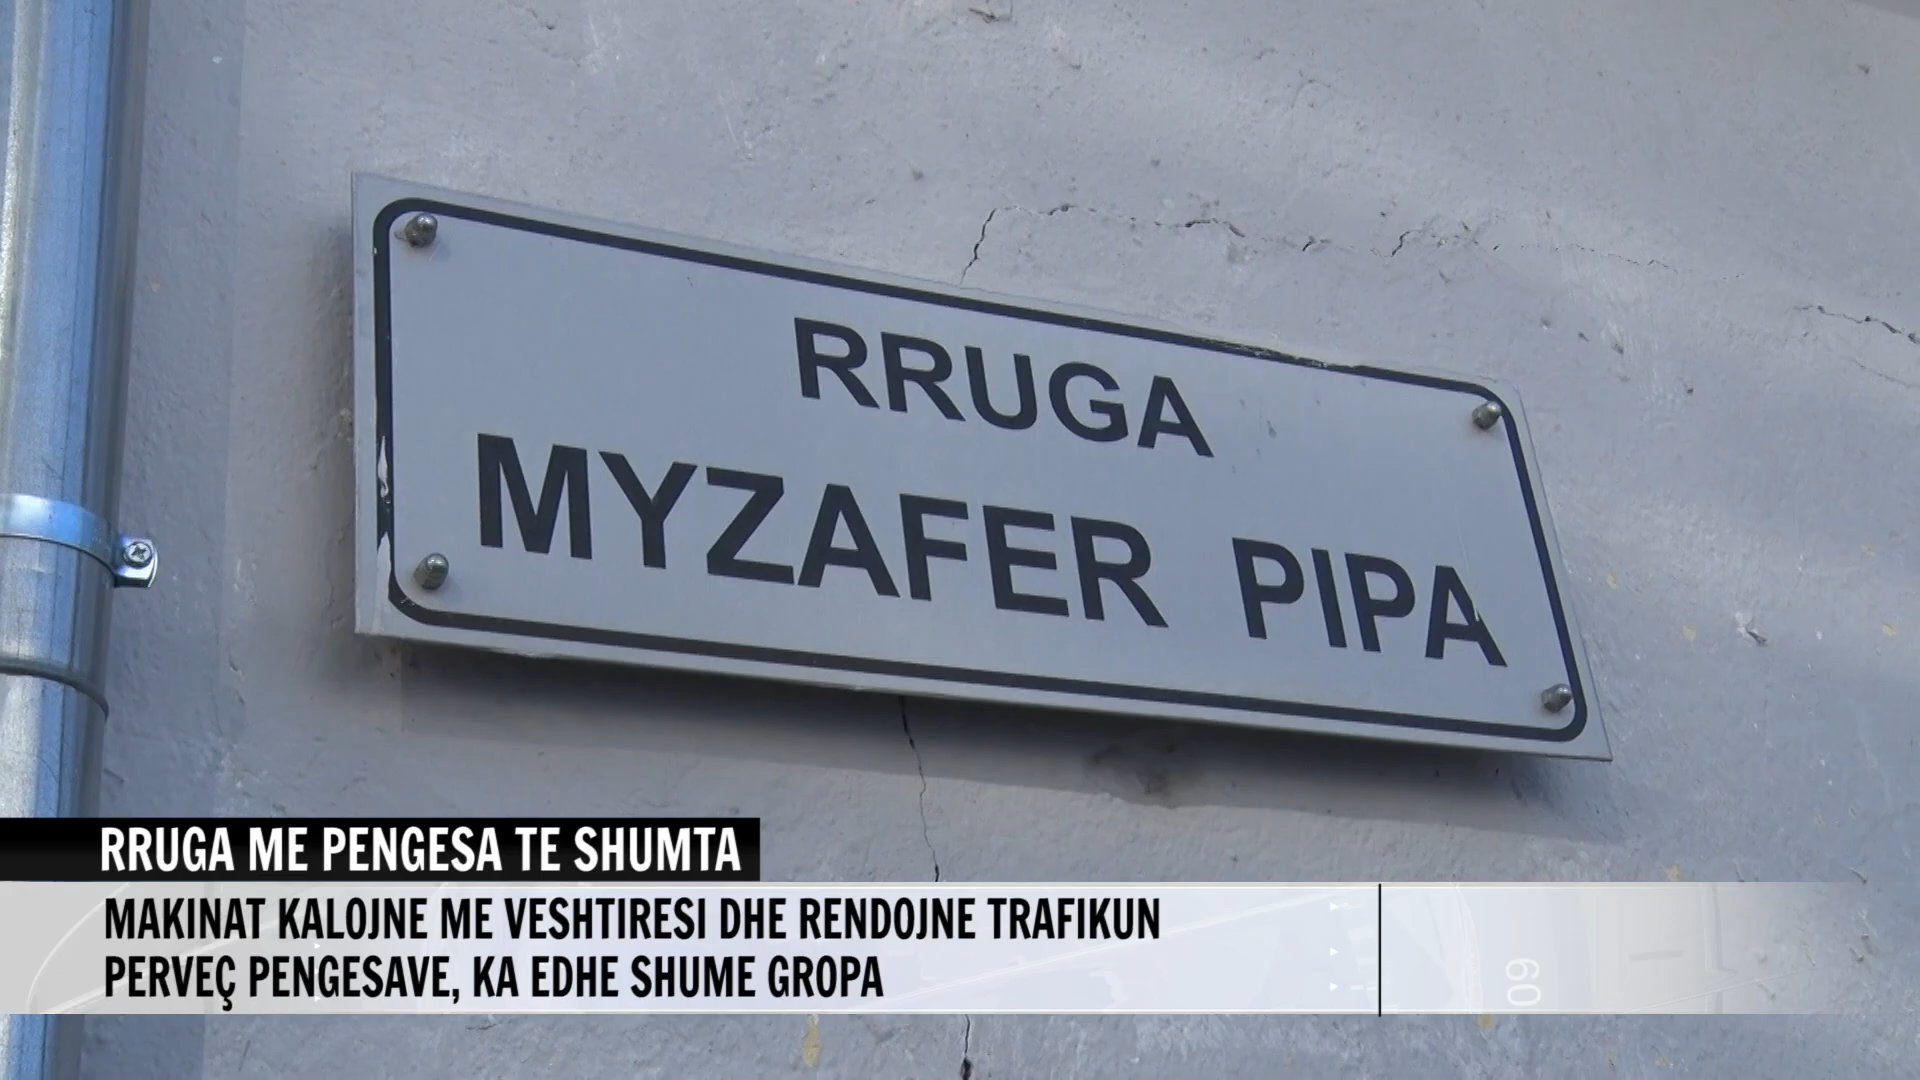 RRUGA
MYZAFER PIPA
RRUGA ME PENGESA TE SHUMTA
MAKINAT KALOJNE ME VESHTIRESI DHE RENDOJNE TRAFIKUN
PERVEÇ PENGESAVE, KA EDHE SHUME GROPA
09